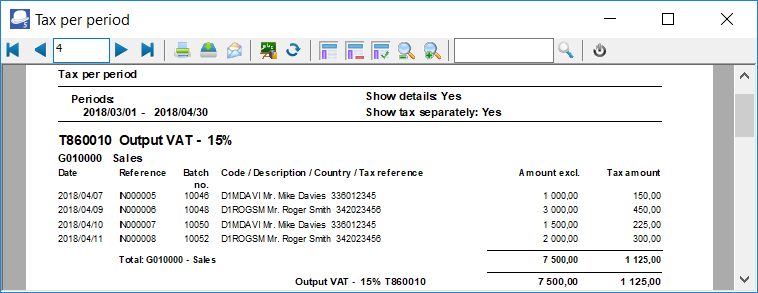 Tax per period
4
Tax per period
Periods:
Show details: Yes
2018/03/01 - 2018/04/30
Show tax separately: Yes
T860010 Output VAT - 15%
G010000 Sales
Date Reference Batch no. Code / Description / Country / Tax reference Amount excl. Tax amount
2018/04/07 IN000005 10046 D1MDAVI Mr. Mike Davies 336012345 1 000,00 150,00
2018/04/09 IN000006 10048 D1ROGSM Mr. Roger Smith 342023456 3 000,00 450,00
2018/04/10 IN000007 10050 D1MDAVI Mr. Mike Davies 336012345 1 500,00 225,00
2018/04/11 IN000008 10052 D1ROGSM Mr. Roger Smith 342023456 2 000,00 300,00
Total: G010000 - Sales 7 500,00 1 125,00
Output VAT - 15% T860010 7 500,00 1 125,00